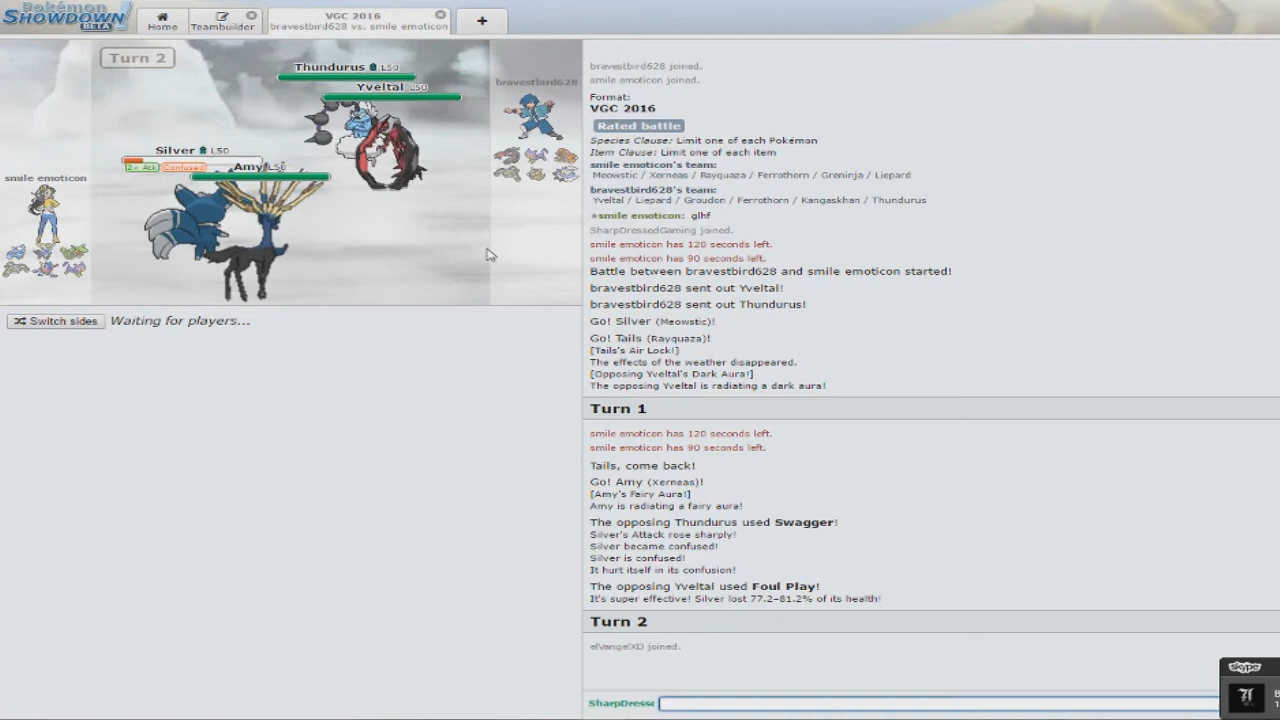 Pokémon
SHOWDOWN
BETA
Home
Teambuilder
VGC 2016
bravestbird628 vs. smile emoticon
+
Turn 2
Thundurus L50
Yveltal L50
bravestbird628
Silver L50
2× Atk Confused
Amy L50
smile emoticon
Switch sides
Waiting for players...
bravestbird628 joined.
smile emoticon joined.
Format:
VGC 2016
Rated battle
Species Clause: Limit one of each Pokémon
Item Clause: Limit one of each item
smile emoticon's team:
Meowstic / Xerneas / Rayquaza / Ferrothorn / Greninja / Liepard
bravestbird628's team:
Yveltal / Liepard / Groudon / Ferrothorn / Kangaskhan / Thundurus
★smile emoticon: glhf
SharpDressedGaming joined.
smile emoticon has 120 seconds left.
smile emoticon has 90 seconds left.
Battle between bravestbird628 and smile emoticon started!
bravestbird628 sent out Yveltal!
bravestbird628 sent out Thundurus!
Go! Silver (Meowstic)!
Go! Tails (Rayquaza)!
[Tails's Air Lock!]
The effects of the weather disappeared.
[Opposing Yveltal's Dark Aura!]
The opposing Yveltal is radiating a dark aura!
Turn 1
smile emoticon has 120 seconds left.
smile emoticon has 90 seconds left.
Tails, come back!
Go! Amy (Xerneas)!
[Amy's Fairy Aura!]
Amy is radiating a fairy aura!
The opposing Thundurus used Swagger!
Silver's Attack rose sharply!
Silver became confused!
Silver is confused!
It hurt itself in its confusion!
The opposing Yveltal used Foul Play!
It's super effective! Silver lost 77.2–81.2% of its health!
Turn 2
elVangelXD joined.
SharpDresse
skype